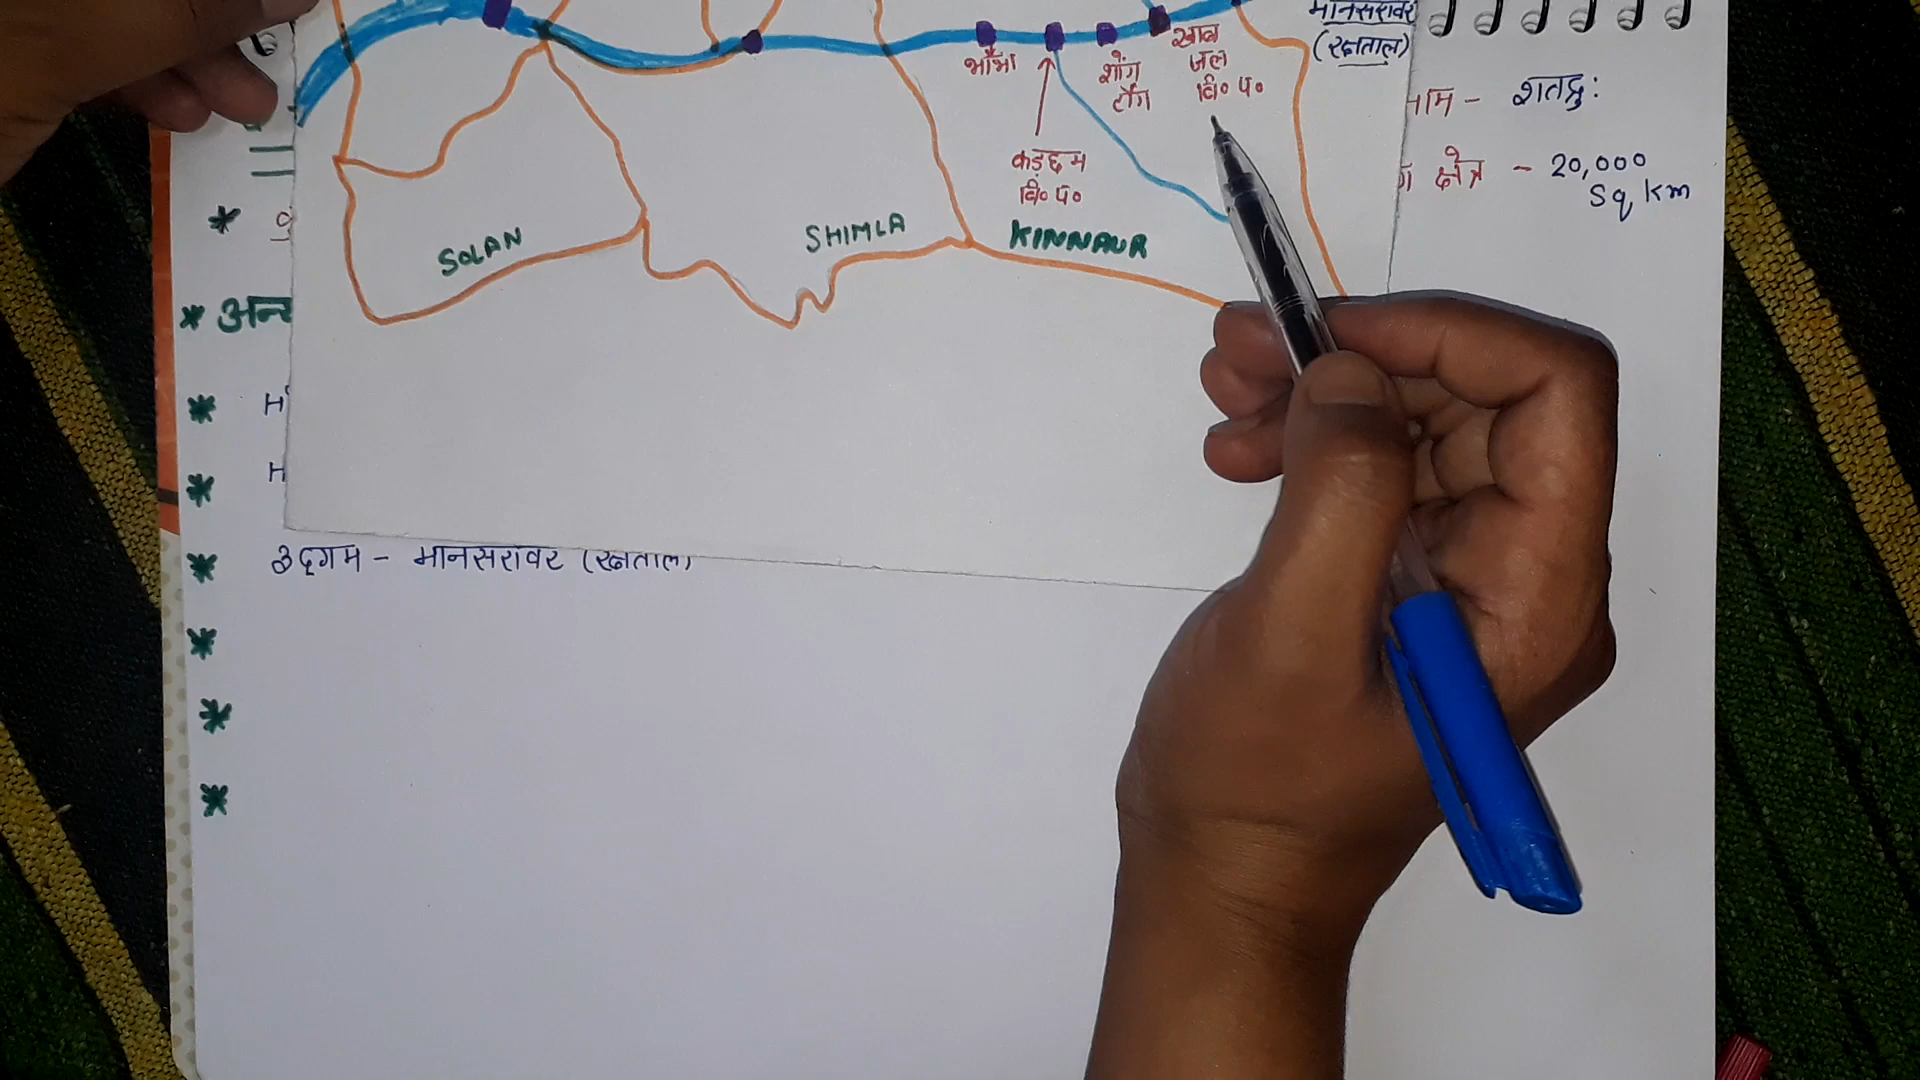 मानसरावर
(रक्षताल)
खाब
जल
वि० प०
भाँभा
शोंग
टोंग
कड़छम
वि० प०
SOLAN
SHIMLA
KINNAUR
नाम - शतद्रु:
क्षेत्र - 20,000
Sq Km
* अन्य
उद्गम - मानसरांवर (रक्षताल)